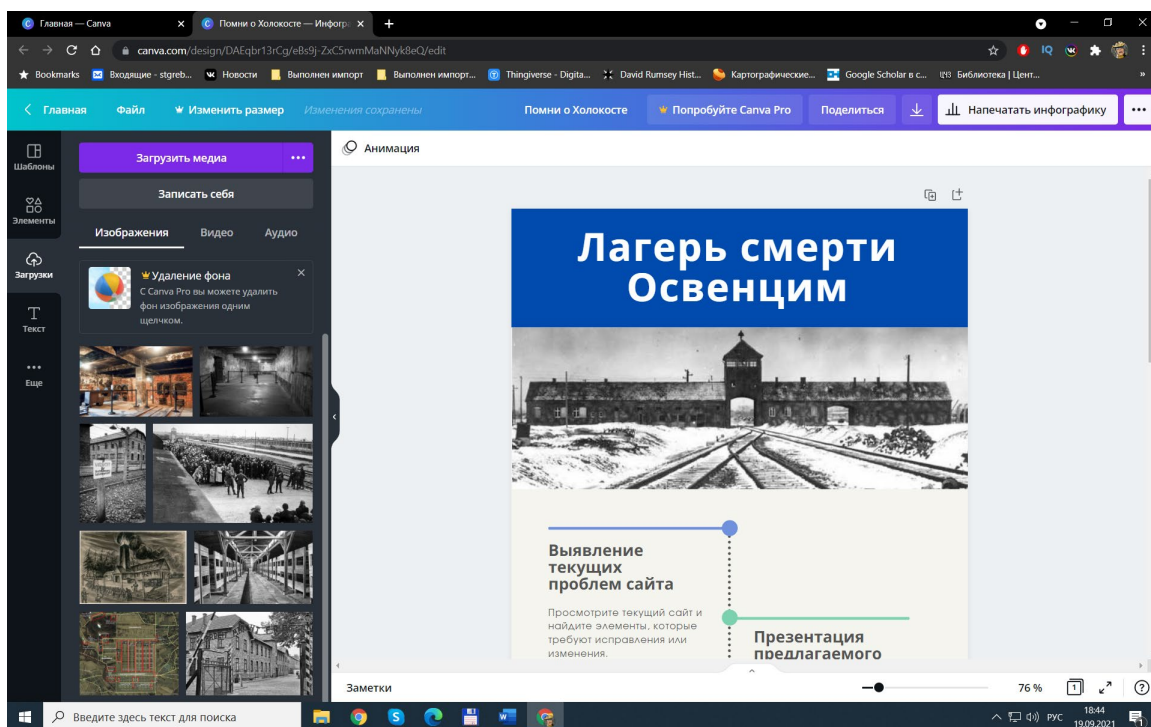 Главная — Canva
Помни о Холокосте — Инфогр
canva.com/design/DAEqbr13rCg/eBs9j-ZxC5rwmMaNNyk8eQ/edit
Bookmarks
Входящие - stgreb...
Новости
Выполнен импорт
Выполнен импорт...
Thingiverse - Digita...
David Rumsey Hist...
Картографические...
Google Scholar в с...
Библиотека | Цент...
Главная
Файл
Изменить размер
Изменения сохранены
Помни о Холокосте
Попробуйте Canva Pro
Поделиться
Напечатать инфографику
Шаблоны
Элементы
Загрузки
Текст
Еще
Загрузить медиа
Записать себя
Изображения
Видео
Аудио
Удаление фона
С Canva Pro вы можете удалить
фон изображения одним
щелчком.
Анимация
Лагерь смерти
Освенцим
Выявление
текущих
проблем сайта
Просмотрите текущий сайт и
найдите элементы, которые
требуют исправления или
изменения.
Презентация
предлагаемого
Заметки
76 %
1
Введите здесь текст для поиска
РУС
18:44
19.09.2021